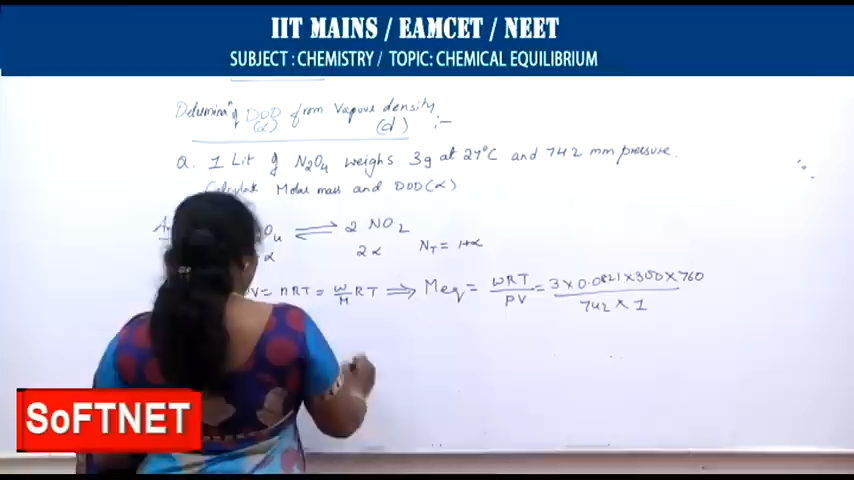 IIT MAINS / EAMCET / NEET
SUBJECT : CHEMISTRY / TOPIC: CHEMICAL EQUILIBRIUM
of DOD from Vapour density :-
(α) (d)
Q. 1 Lit of N₂O₄ weighs 3g at 27°C and 742 mm pressure.
Calculate Molar mass and DOD(α)
O₄ ⇌ 2 NO₂
α 2α N_T = 1+α
PV = nRT = W/M RT ⟹ Meq = WRT/PV = 3×0.0821×300×760 / 742 × 1
SoFTNET